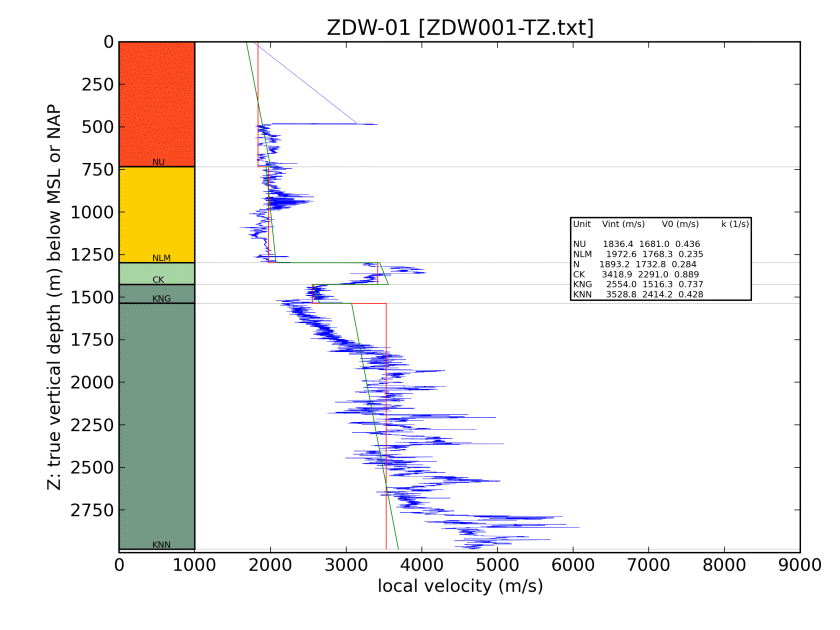 ZDW-01 [ZDW001-TZ.txt]
Z: true vertical depth (m) below MSL or NAP
0
250
500
750
1000
1250
1500
1750
2000
2250
2500
2750
NU
NLM
CK
KNG
KNN
Unit Vint (m/s) V0 (m/s) k (1/s)
NU 1836.4 1681.0 0.436
NLM 1972.6 1768.3 0.235
N 1893.2 1732.8 0.284
CK 3418.9 2291.0 0.889
KNG 2554.0 1516.3 0.737
KNN 3528.8 2414.2 0.428
0 1000 2000 3000 4000 5000 6000 7000 8000 9000
local velocity (m/s)